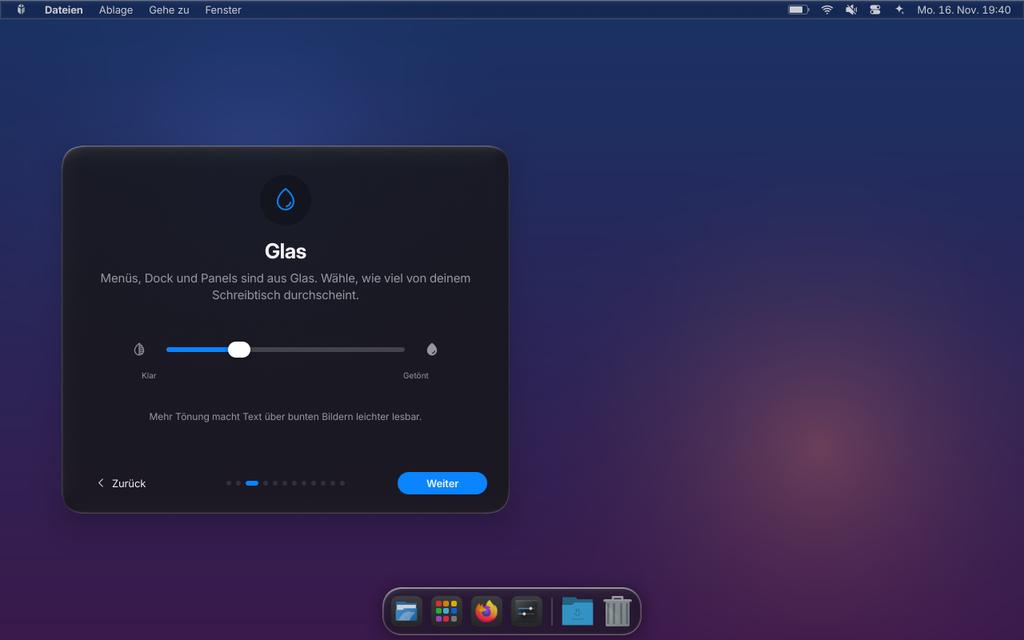 Dateien Ablage Gehe zu Fenster Mo. 16. Nov. 19:40
Glas
Menüs, Dock und Panels sind aus Glas. Wähle, wie viel von deinem
Schreibtisch durchscheint.
Klar Getönt
Mehr Tönung macht Text über bunten Bildern leichter lesbar.
Zurück Weiter